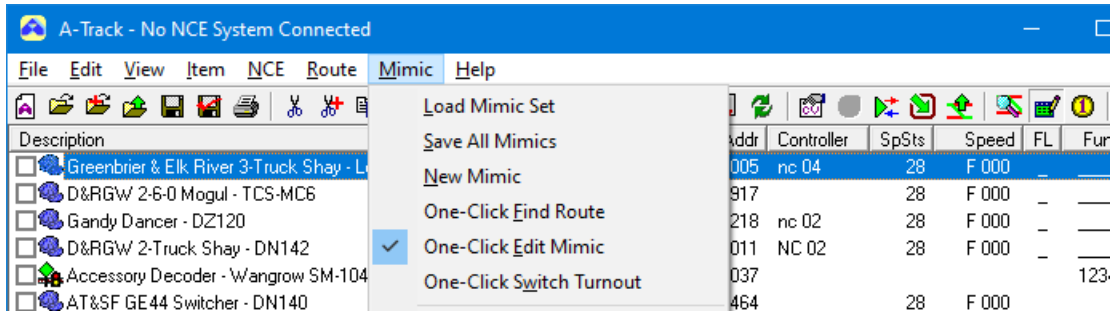 A-Track - No NCE System Connected
File Edit View Item NCE Route Mimic Help
Load Mimic Set
Save All Mimics
New Mimic
One-Click Find Route
One-Click Edit Mimic
One-Click Switch Turnout
Description Addr Controller SpSts Speed FL Fun
Greenbrier & Elk River 3-Truck Shay - L 005 nc 04 28 F 000 _
D&RGW 2-6-0 Mogul - TCS-MC6 917 28 F 000 _
Gandy Dancer - DZ120 218 nc 02 28 F 000 _
D&RGW 2-Truck Shay - DN142 011 NC 02 28 F 000 _
Accessory Decoder - Wangrow SM-104 037 123
AT&SF GE44 Switcher - DN140 464 28 F 000